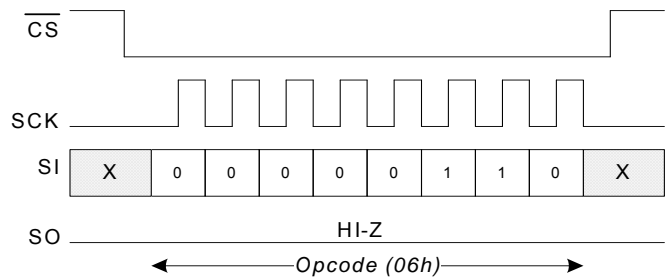 CS
SCK
SI X 0 0 0 0 0 1 1 0 X
SO HI-Z
Opcode (06h)